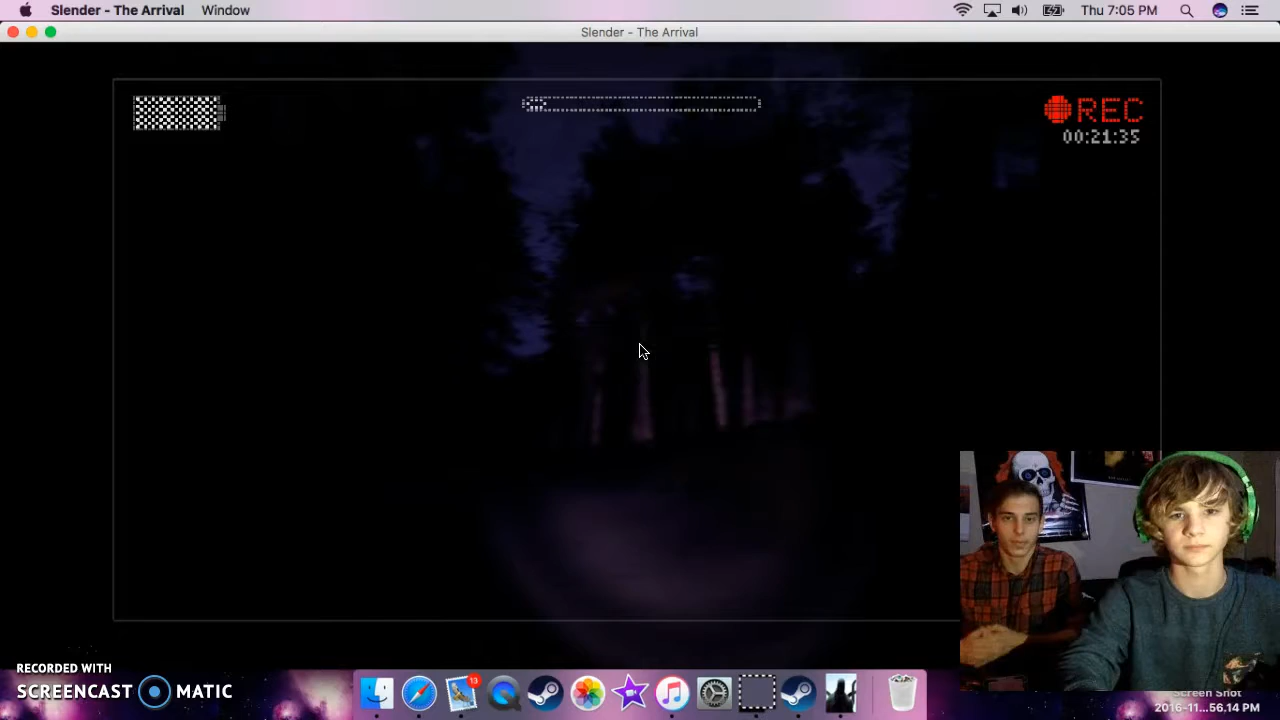 Slender - The Arrival Window Thu 7:05 PM
Slender - The Arrival
REC
00:21:35
13
RECORDED WITH
SCREENCAST MATIC
Screen Shot
2016-11...56.14 PM